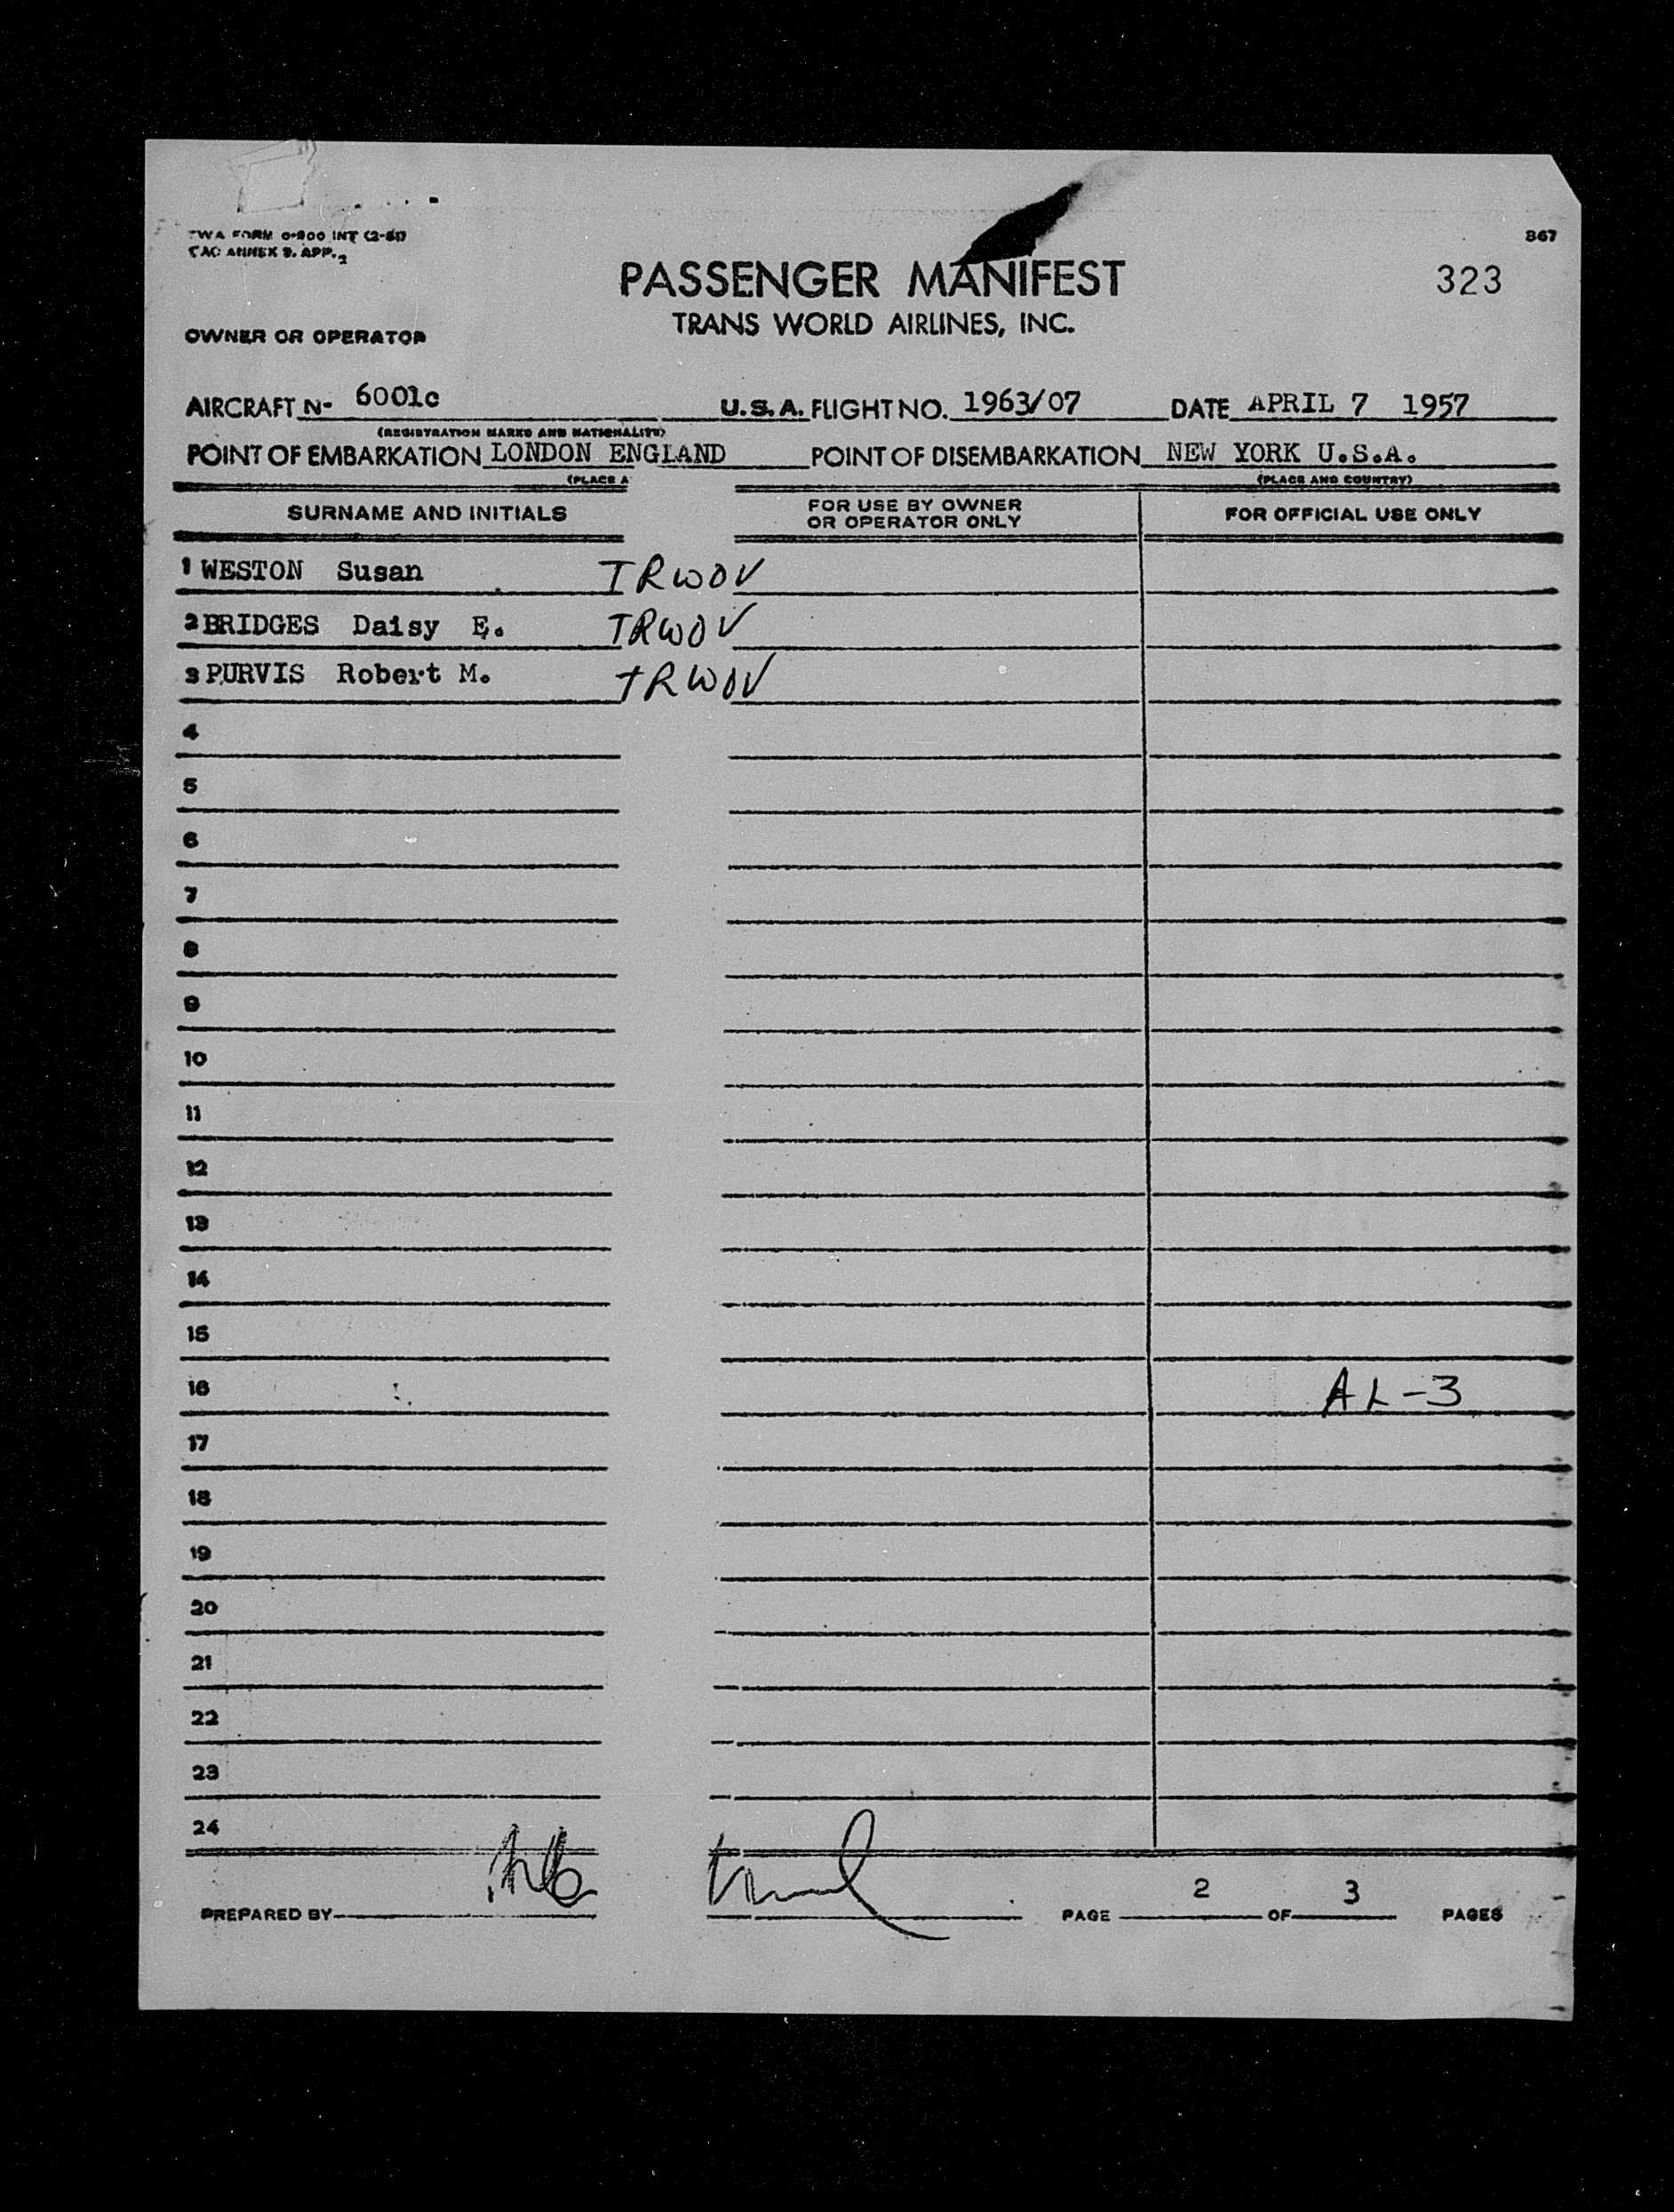 TWA FORM 0-800 INT (2-51)
ICAO ANNEX 9. APP. 2
867
PASSENGER MANIFEST
323
TRANS WORLD AIRLINES, INC.
OWNER OR OPERATOR
AIRCRAFT N- 6001c U.S.A. FLIGHT NO. 1963/07 DATE APRIL 7 1957
(REGISTRATION MARKS AND NATIONALITY)
POINT OF EMBARKATION LONDON ENGLAND POINT OF DISEMBARKATION NEW YORK U.S.A.
(PLACE A (PLACE AND COUNTRY)
SURNAME AND INITIALS FOR USE BY OWNER OR OPERATOR ONLY FOR OFFICIAL USE ONLY
1 WESTON Susan TRWOV
2 BRIDGES Daisy E. TRWOV
3 PURVIS Robert M. TRWOV
4
5
6
7
8
9
10
11
12
13
14
15
16 AL-3
17
18
19
20
21
22
23
24
PREPARED BY PAGE 2 OF 3 PAGES